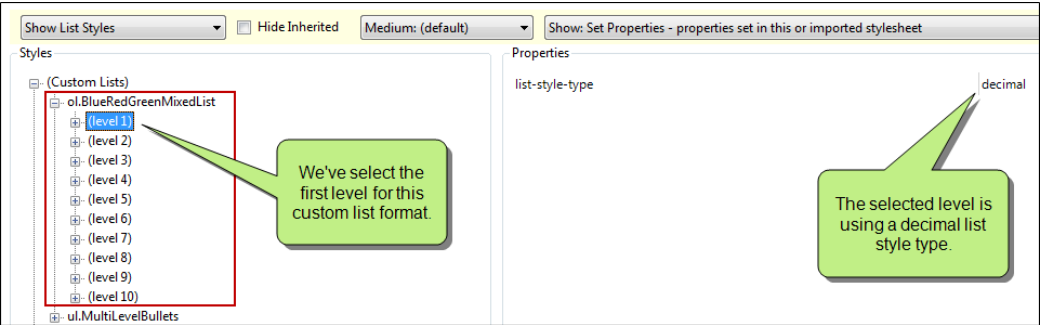 Show List Styles
Hide Inherited
Medium: (default)
Show: Set Properties - properties set in this or imported stylesheet
Styles
Properties
(Custom Lists)
ol.BlueRedGreenMixedList
(level 1)
(level 2)
(level 3)
(level 4)
(level 5)
(level 6)
(level 7)
(level 8)
(level 9)
(level 10)
ul.MultiLevelBullets
We've select the
first level for this
custom list format.
list-style-type
decimal
The selected level is
using a decimal list
style type.